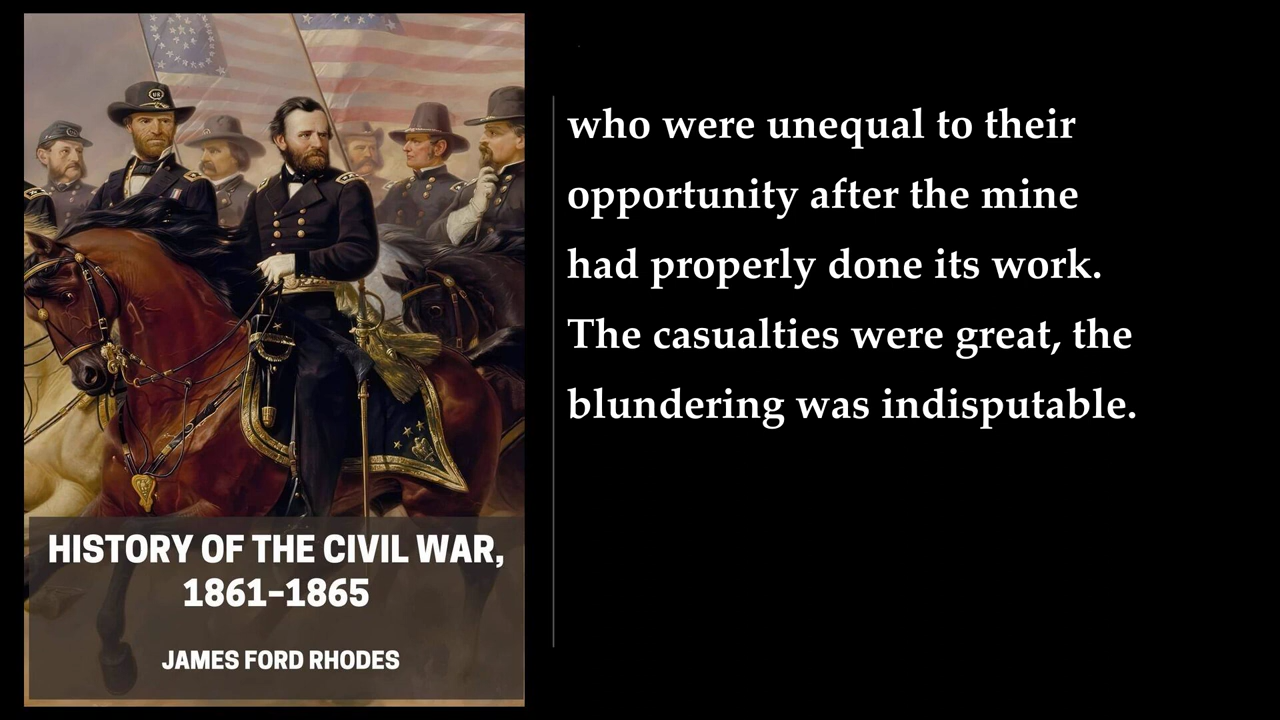 HISTORY OF THE CIVIL WAR,
1861–1865
JAMES FORD RHODES
who were unequal to their
opportunity after the mine
had properly done its work.
The casualties were great, the
blundering was indisputable.